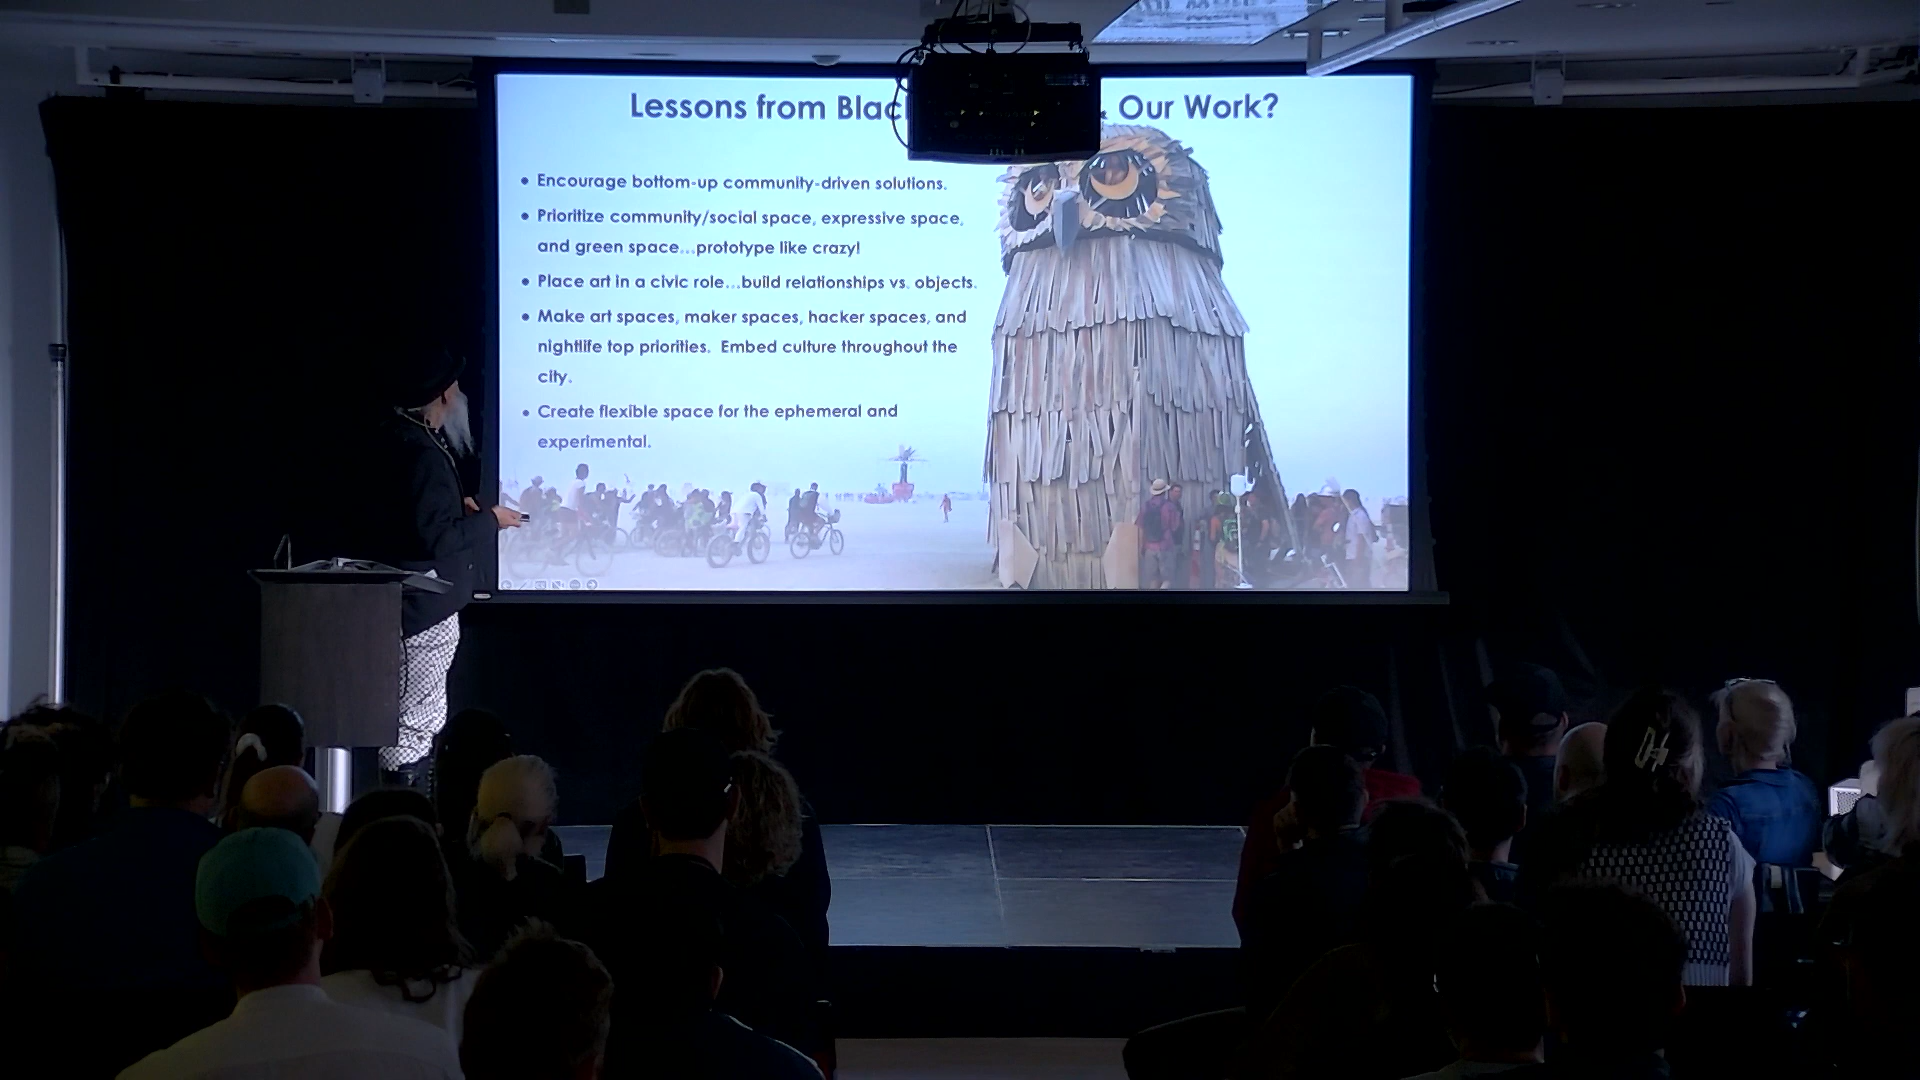 Lessons from Blac & Our Work?
• Encourage bottom-up community-driven solutions.
• Prioritize community/social space, expressive space,
and green space...prototype like crazy!
• Place art in a civic role...build relationships vs. objects.
• Make art spaces, maker spaces, hacker spaces, and
nightlife top priorities. Embed culture throughout the
city.
• Create flexible space for the ephemeral and
experimental.